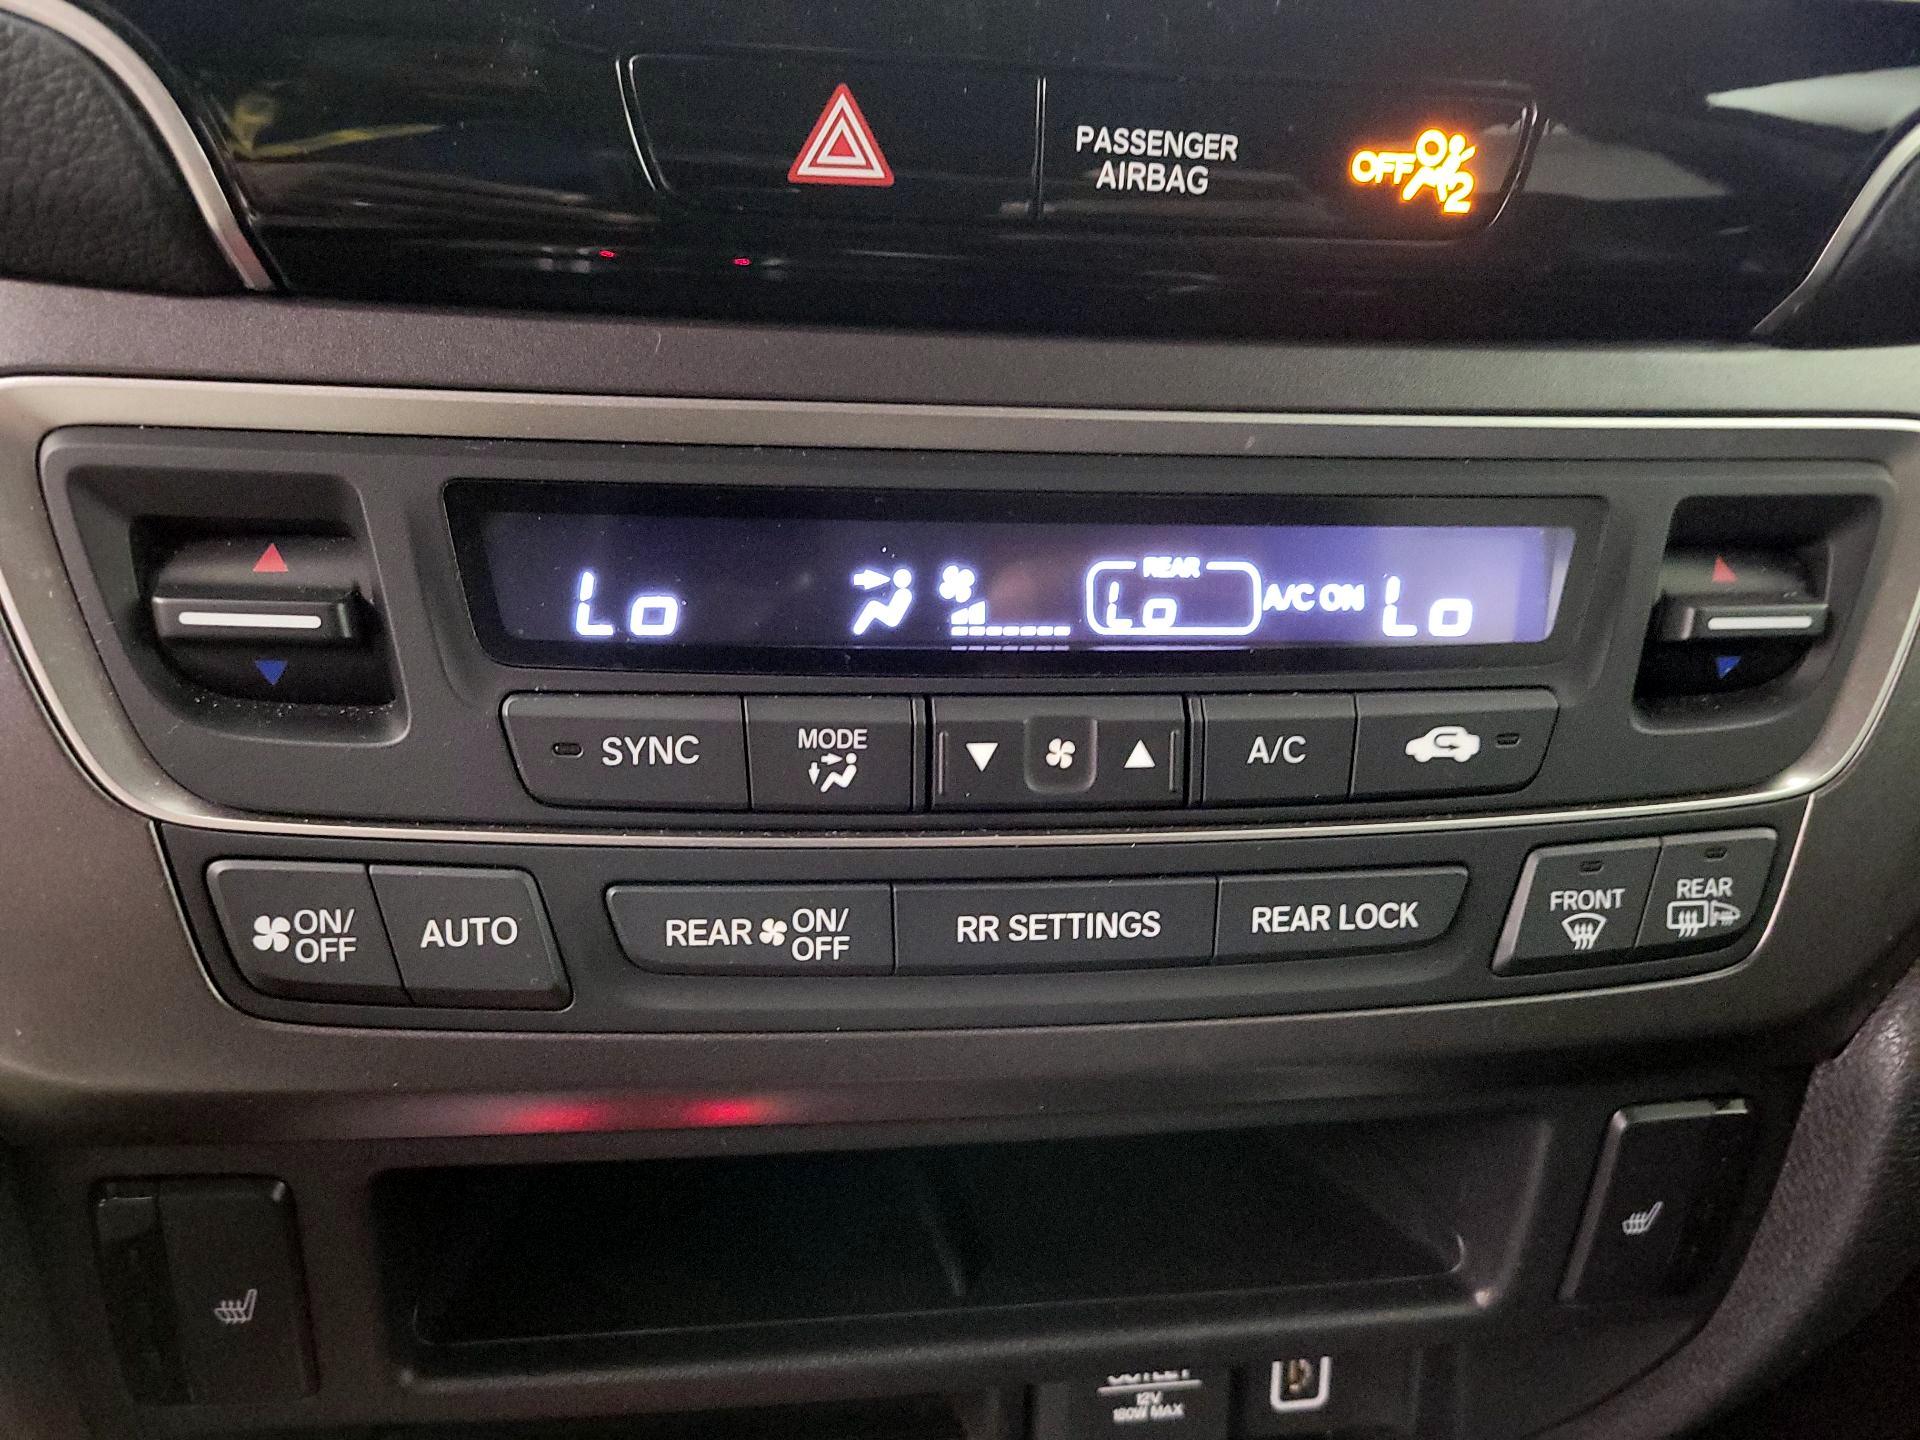 PASSENGER
AIRBAG
OFF
2
REAR
Lo
Lo
A/C ON
Lo
SYNC
MODE
A/C
ON/
OFF
AUTO
REAR
ON/
OFF
RR SETTINGS
REAR LOCK
FRONT
REAR
OUTLET
12V
180W MAX